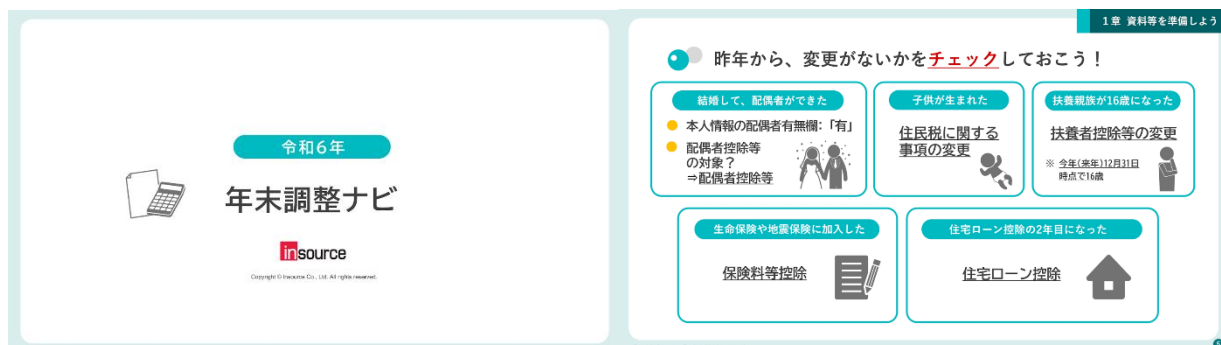 令和6年
年末調整ナビ
insource
Copyright © Insource Co., Ltd. All rights reserved.
1章 資料等を準備しよう
昨年から、変更がないかをチェックしておこう！
結婚して、配偶者ができた
本人情報の配偶者有無欄：「有」
配偶者控除等
の対象？
⇒配偶者控除等
子供が生まれた
住民税に関する
事項の変更
扶養親族が16歳になった
扶養者控除等の変更
※ 今年(来年)12月31日
時点で16歳
生命保険や地震保険に加入した
保険料等控除
住宅ローン控除の2年目になった
住宅ローン控除